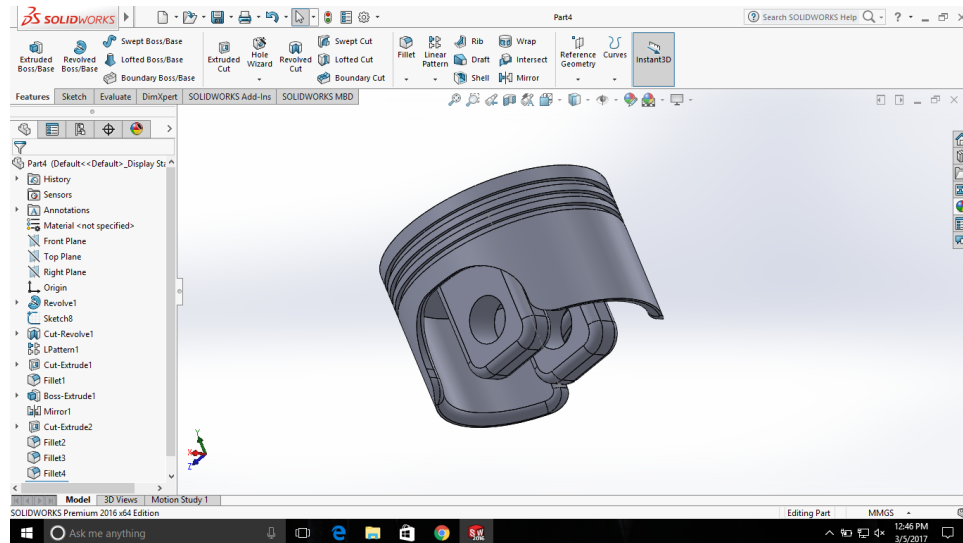 SOLIDWORKS
Part4
Search SOLIDWORKS Help
?
Extruded Boss/Base
Revolved Boss/Base
Swept Boss/Base
Lofted Boss/Base
Boundary Boss/Base
Extruded Cut
Hole Wizard
Revolved Cut
Swept Cut
Lofted Cut
Boundary Cut
Fillet
Linear Pattern
Rib
Draft
Shell
Wrap
Intersect
Mirror
Reference Geometry
Curves
Instant3D
Features Sketch Evaluate DimXpert SOLIDWORKS Add-Ins SOLIDWORKS MBD
Part4 (Default<<Default>_Display Sta
History
Sensors
Annotations
Material <not specified>
Front Plane
Top Plane
Right Plane
Origin
Revolve1
Sketch8
Cut-Revolve1
LPattern1
Cut-Extrude1
Fillet1
Boss-Extrude1
Mirror1
Cut-Extrude2
Fillet2
Fillet3
Fillet4
Y
X
Z
Model 3D Views Motion Study 1
SOLIDWORKS Premium 2016 x64 Edition
Editing Part MMGS
Ask me anything
SW
2016
12:46 PM
3/5/2017